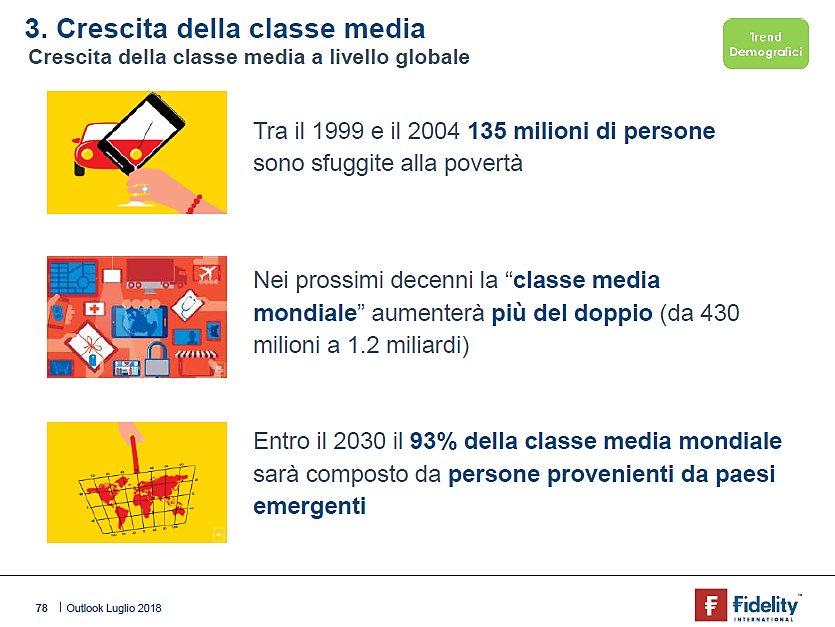 3. Crescita della classe media
Crescita della classe media a livello globale
Trend
Demografici
Tra il 1999 e il 2004 135 milioni di persone
sono sfuggite alla povertà
Nei prossimi decenni la “classe media
mondiale” aumenterà più del doppio (da 430
milioni a 1.2 miliardi)
Entro il 2030 il 93% della classe media mondiale
sarà composto da persone provenienti da paesi
emergenti
78 | Outlook Luglio 2018
Fidelity™
INTERNATIONAL